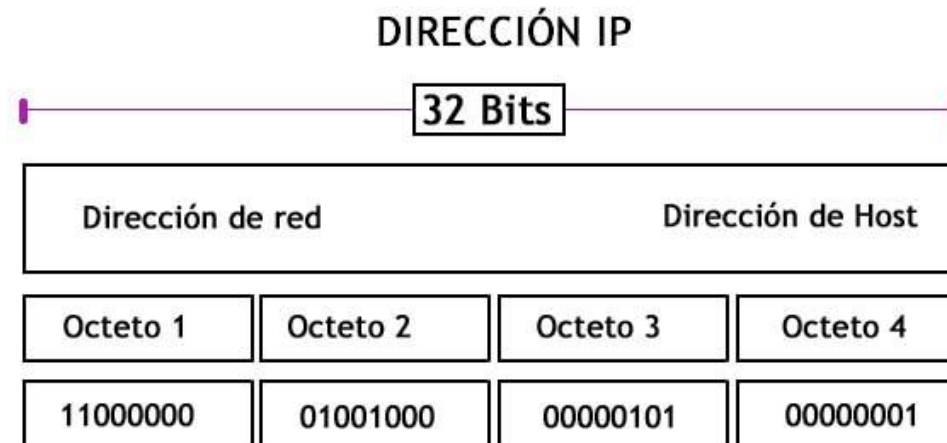 DIRECCIÓN IP
32 Bits
Dirección de red Dirección de Host
Octeto 1 Octeto 2 Octeto 3 Octeto 4
11000000 01001000 00000101 00000001